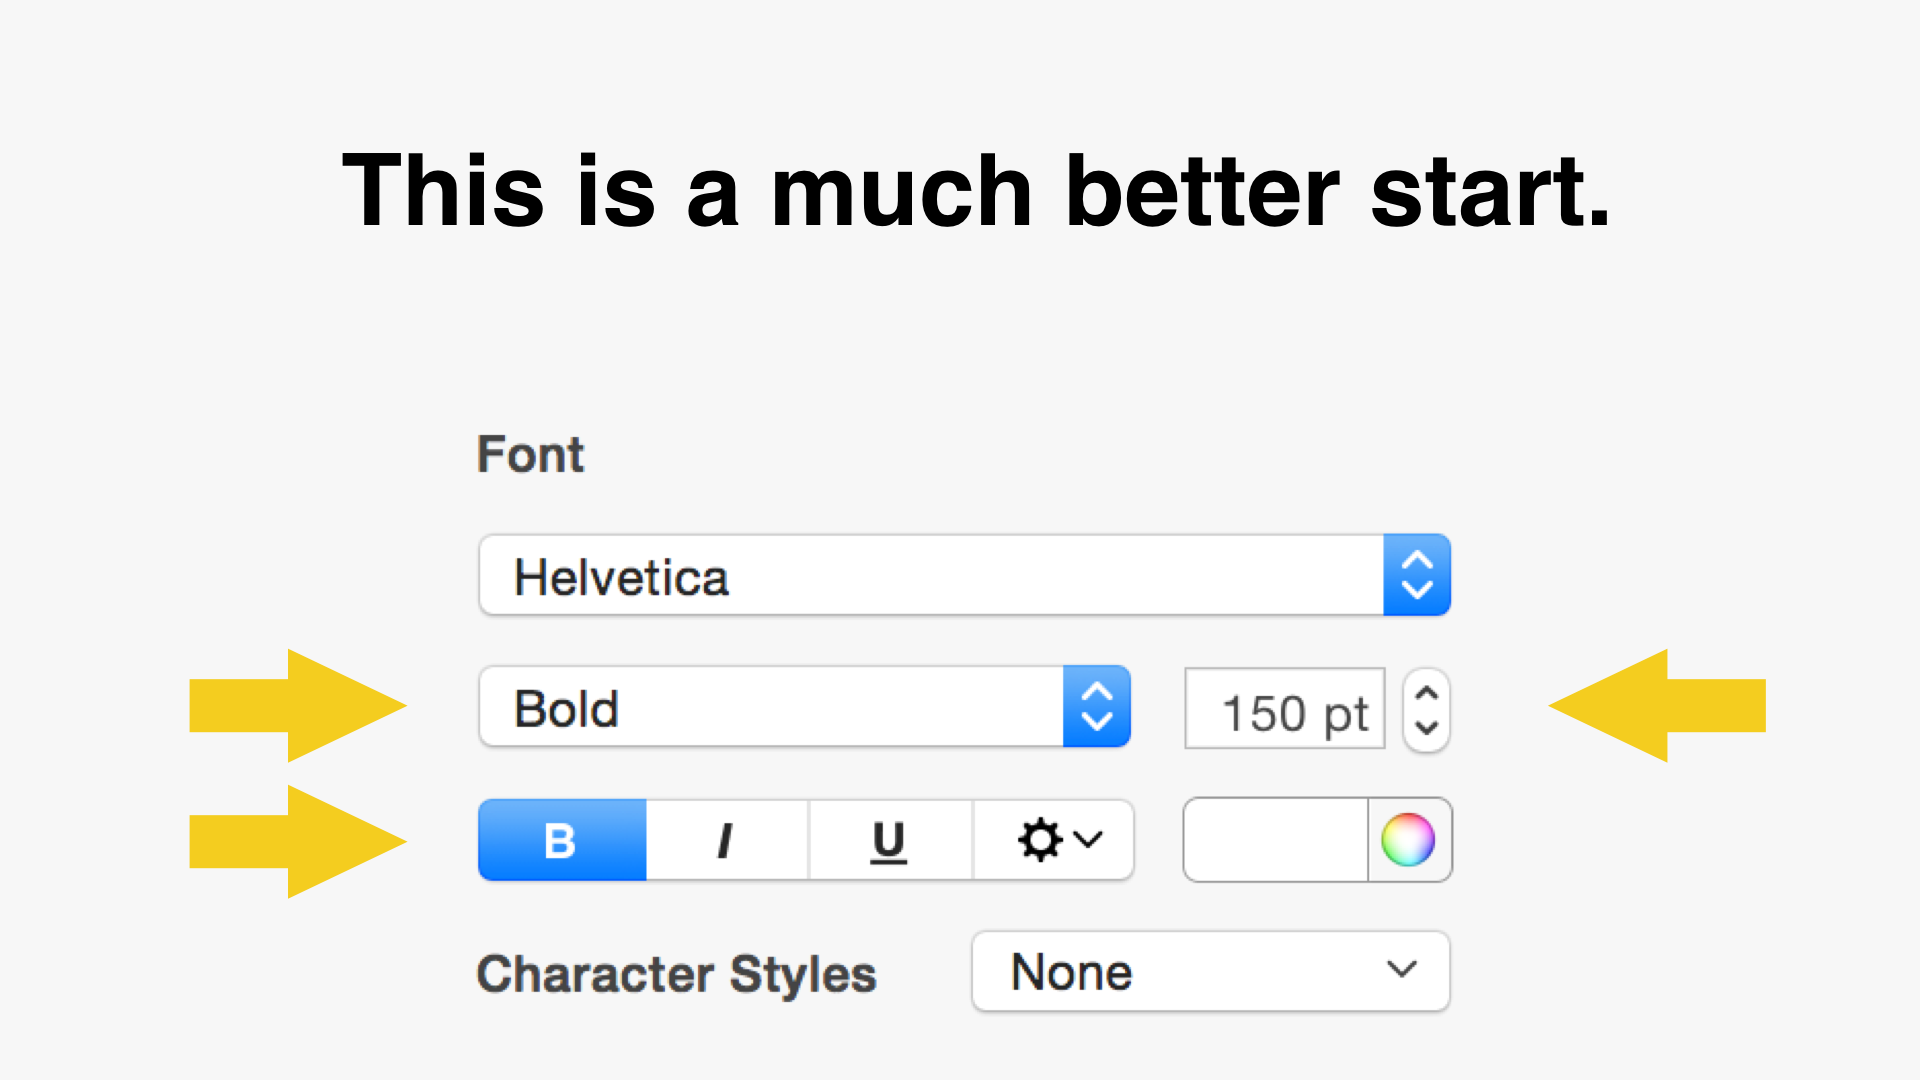 This is a much better start.
Font
Helvetica
Bold 150 pt
B I U
Character Styles None